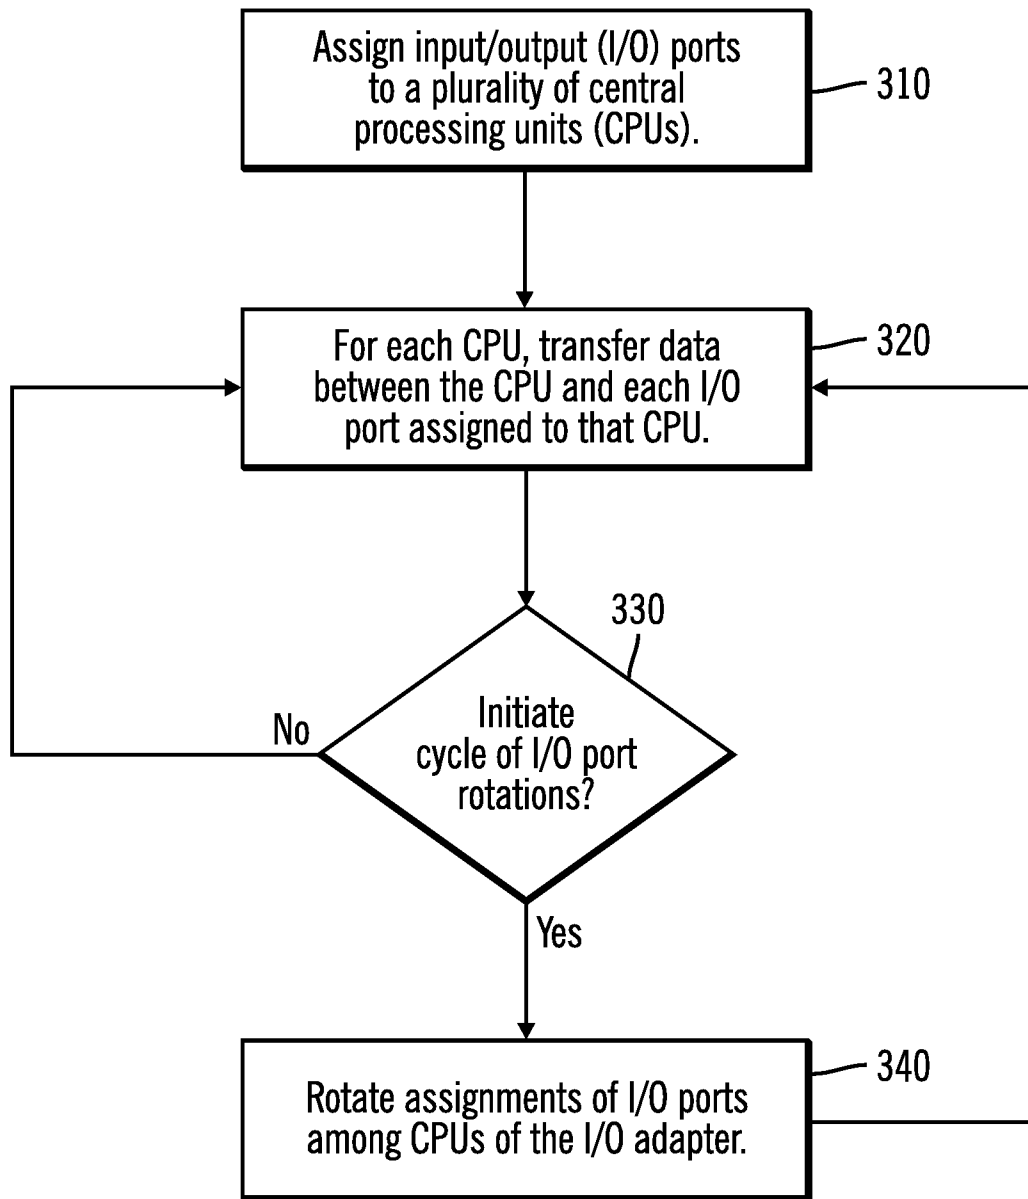 Assign input/output (I/O) ports
to a plurality of central
processing units (CPUs).
310
For each CPU, transfer data
between the CPU and each I/O
port assigned to that CPU.
320
330
Initiate
cycle of I/O port
rotations?
No
Yes
Rotate assignments of I/O ports
among CPUs of the I/O adapter.
340